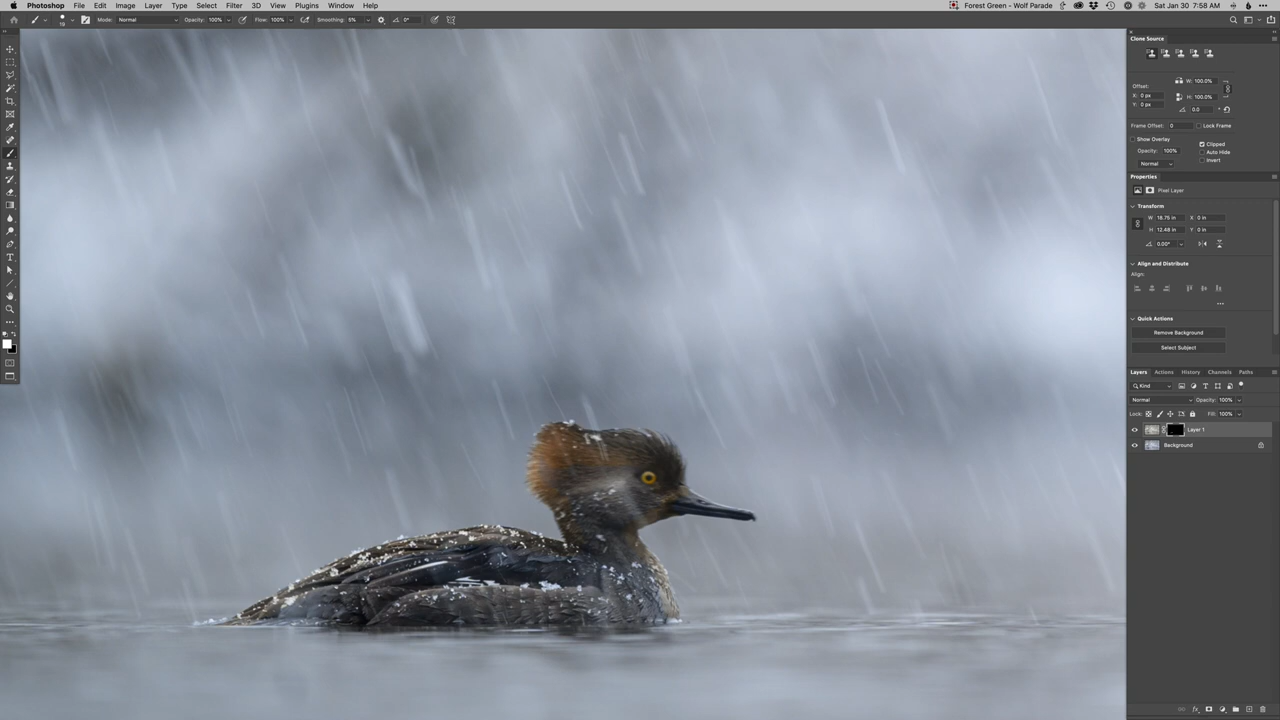 Photoshop File Edit Image Layer Type Select Filter 3D View Plugins Window Help Forest Green - Wolf Parade Sat Jan 30 7:58 AM
19 Mode: Normal Opacity: 100% Flow: 100% Smoothing: 5% 0°
Clone Source
Offset: W: 100.0%
X: 0 px H: 100.0%
Y: 0 px 0.0 °
Frame Offset: 0 Lock Frame
Show Overlay Clipped
Opacity: 100% Auto Hide
Normal Invert
Properties
Pixel Layer
Transform
W 18.75 in X 0 in
H 12.48 in Y 0 in
0.00°
Align and Distribute
Align:
Quick Actions
Remove Background
Select Subject
Layers Actions History Channels Paths
Kind
Normal Opacity: 100%
Lock: Fill: 100%
Layer 1
Background